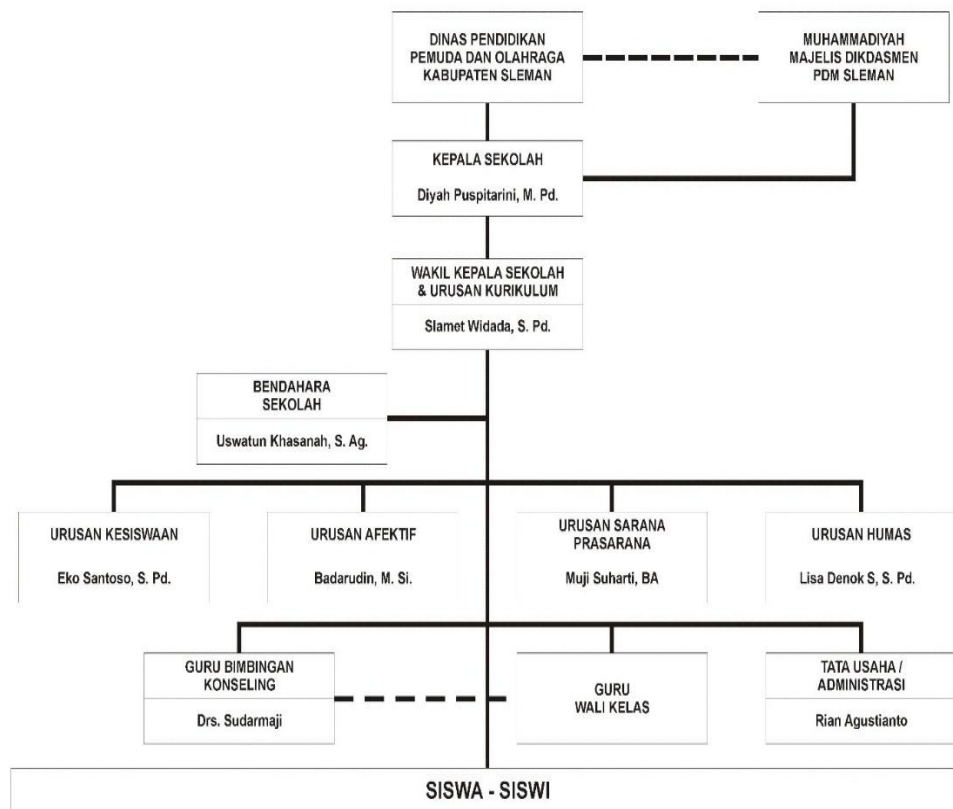 DINAS PENDIDIKAN
PEMUDA DAN OLAHRAGA
KABUPATEN SLEMAN
MUHAMMADIYAH
MAJELIS DIKDASMEN
PDM SLEMAN
KEPALA SEKOLAH
Diyah Puspitarini, M. Pd.
WAKIL KEPALA SEKOLAH
& URUSAN KURIKULUM
Slamet Widada, S. Pd.
BENDAHARA
SEKOLAH
Uswatun Khasanah, S. Ag.
URUSAN KESISWAAN
Eko Santoso, S. Pd.
URUSAN AFEKTIF
Badarudin, M. Si.
URUSAN SARANA
PRASARANA
Muji Suharti, BA
URUSAN HUMAS
Lisa Denok S, S. Pd.
GURU BIMBINGAN
KONSELING
Drs. Sudarmaji
GURU
WALI KELAS
TATA USAHA /
ADMINISTRASI
Rian Agustianto
SISWA - SISWI